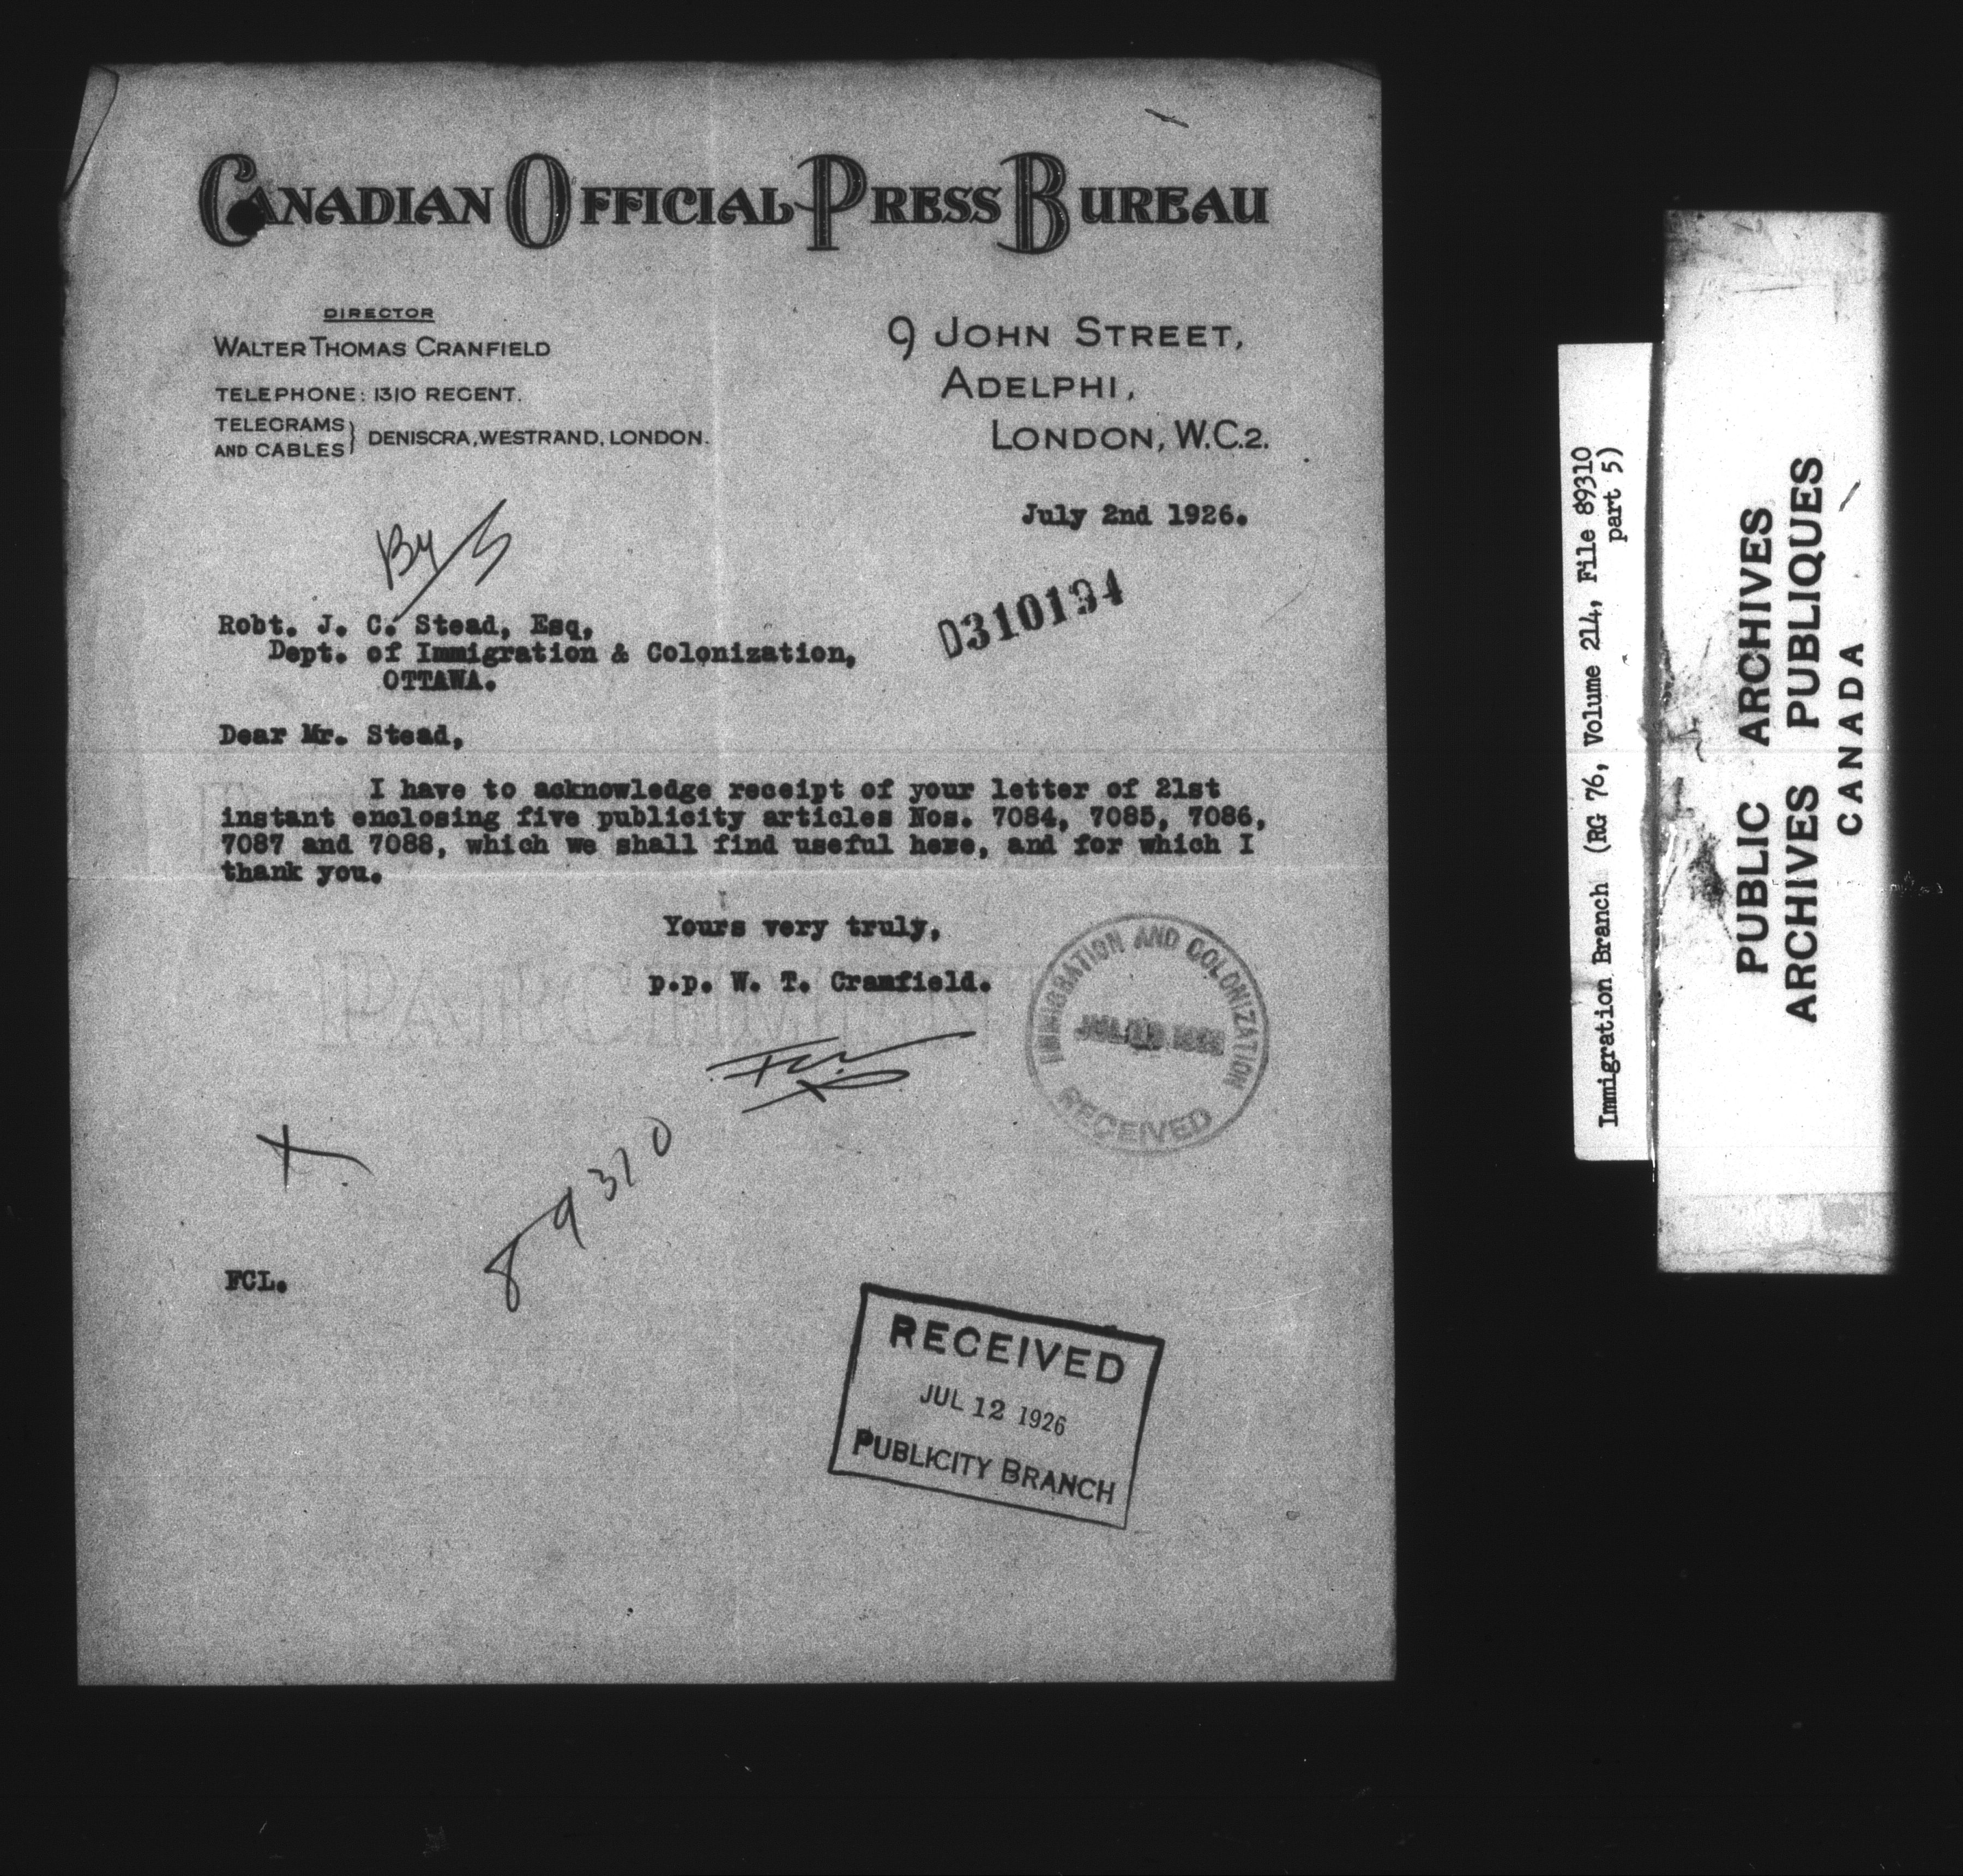 CANADIAN OFFICIAL PRESS BUREAU
DIRECTOR
WALTER THOMAS CRANFIELD
TELEPHONE: 1310 REGENT.
TELEGRAMS
AND CABLES } DENISCRA, WESTRAND, LONDON.
9 JOHN STREET,
ADELPHI,
LONDON, W.C.2.
July 2nd 1926.
By
D310194
Robt. J. C. Stead, Esq,
Dept. of Immigration & Colonization,
OTTAWA.
Dear Mr. Stead,
I have to acknowledge receipt of your letter of 21st
instant enclosing five publicity articles Nos. 7084, 7085, 7086,
7087 and 7088, which we shall find useful here, and for which I
thank you.
Yours very truly,
p.p. W. T. Cranfield.
IMMIGRATION AND COLONIZATION
RECEIVED
89310
FCL.
RECEIVED
JUL 12 1926
PUBLICITY BRANCH
PARCHMENT
Immigration Branch (RG 76, Volume 214, File 89310
part 5)
PUBLIC ARCHIVES
ARCHIVES PUBLIQUES
CANADA